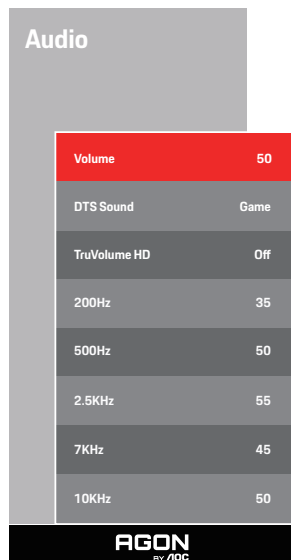 Audio
Volume 50
DTS Sound Game
TruVolume HD Off
200Hz 35
500Hz 50
2.5KHz 55
7KHz 45
10KHz 50
AGON
BY AOC